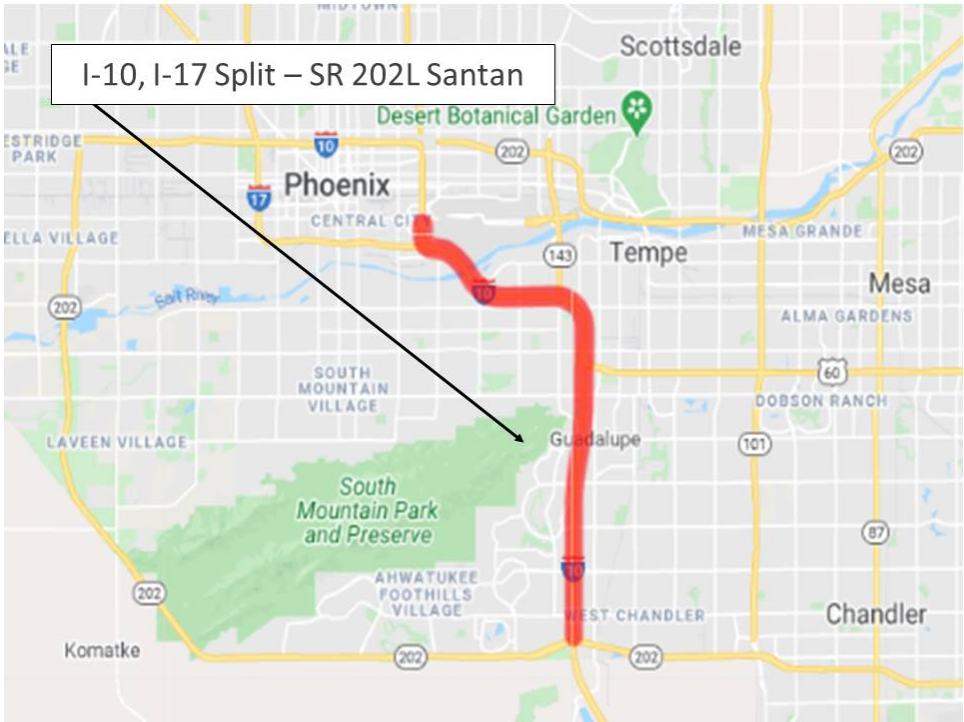 MIDTOWN
Scottsdale
I-10, I-17 Split – SR 202L Santan
Desert Botanical Garden
ESTRIDGE
PARK
10
202
202
17
Phoenix
CENTRAL CIT
ELLA VILLAGE
143
Tempe
MESA GRANDE
Mesa
202
Salt River
10
ALMA GARDENS
SOUTH
MOUNTAIN
VILLAGE
60
DOBSON RANCH
LAVEEN VILLAGE
Guadalupe
101
South
Mountain Park
and Preserve
87
10
AHWATUKEE
FOOTHILLS
VILLAGE
202
WEST CHANDLER
Chandler
Komatke
202
202